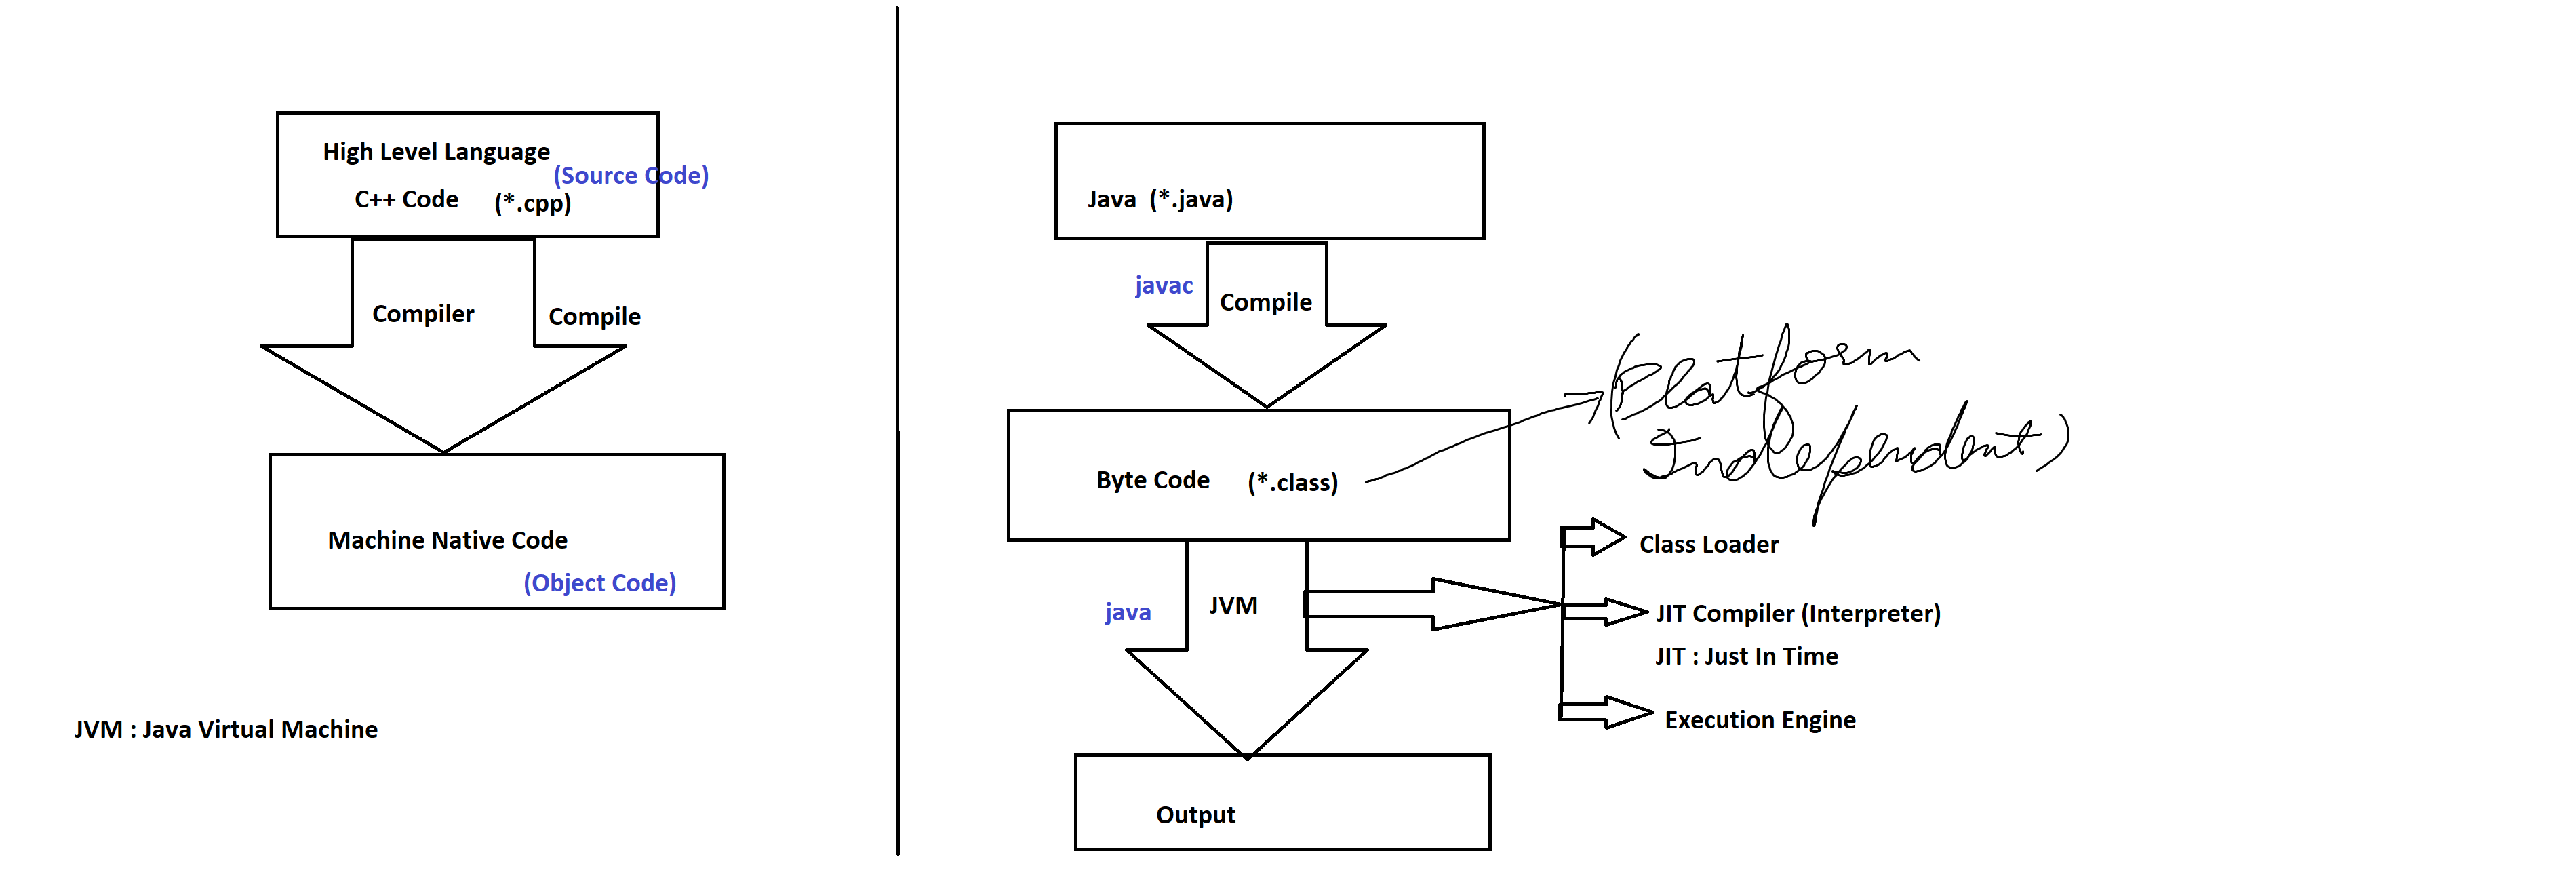 High Level Language
(Source Code)
C++ Code (*.cpp)
Compiler Compile
Machine Native Code
(Object Code)
JVM : Java Virtual Machine
Java (*.java)
javac
Compile
(Platform
Independent)
Byte Code (*.class)
java JVM
Class Loader
JIT Compiler (Interpreter)
JIT : Just In Time
Execution Engine
Output